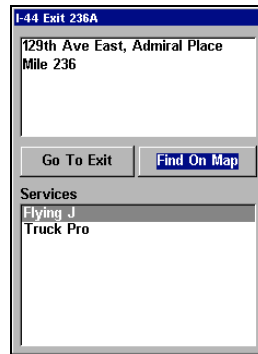 I-44 Exit 236A
129th Ave East, Admiral Place
Mile 236
Go To Exit
Find On Map
Services
Flying J
Truck Pro